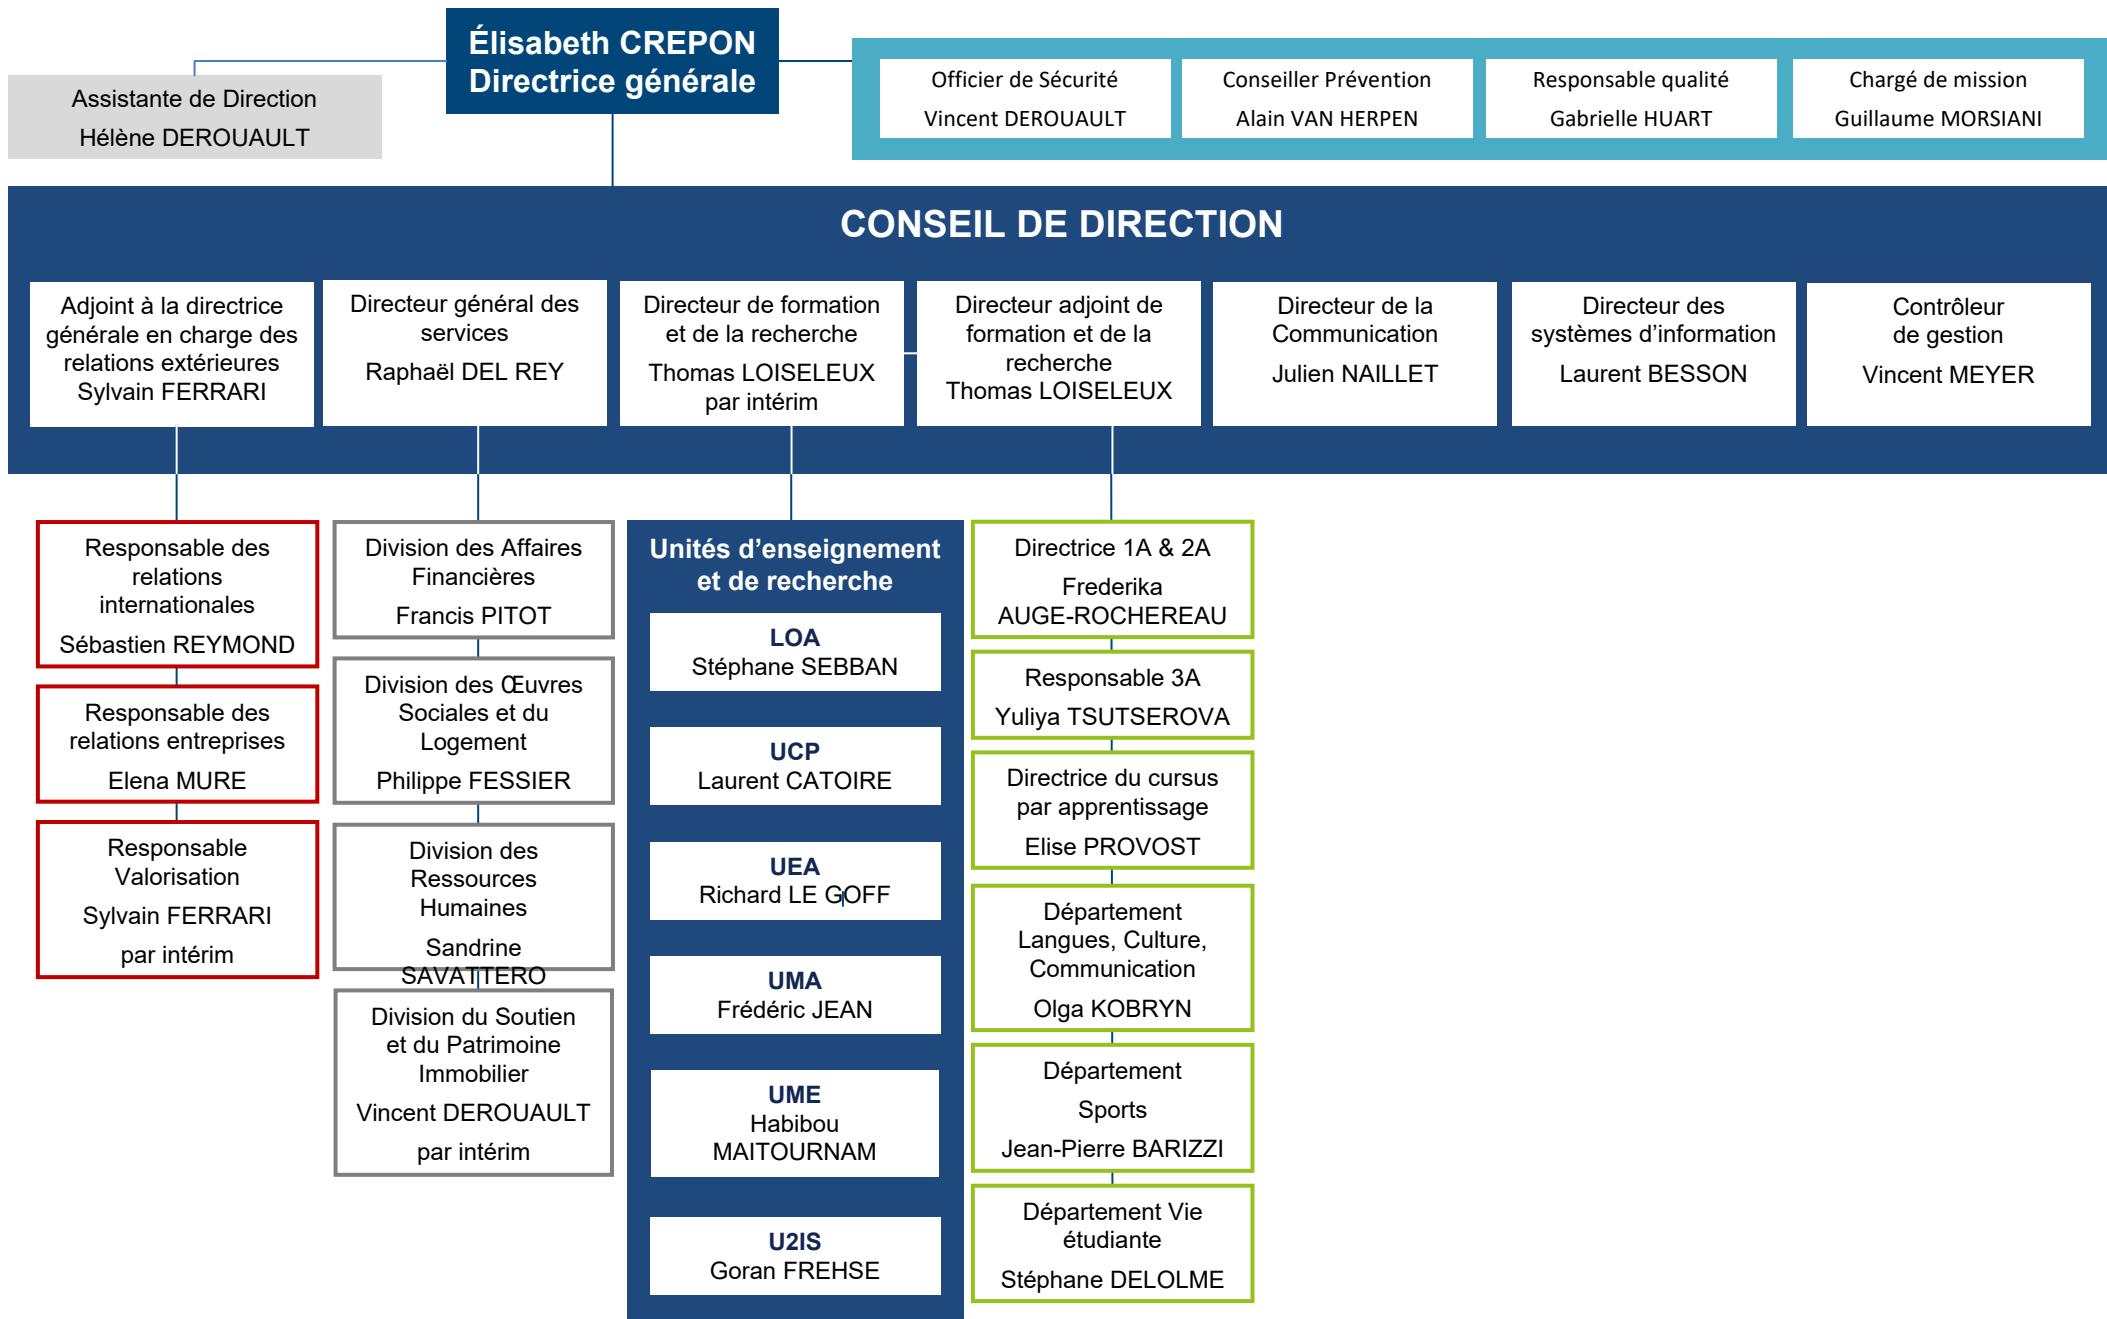 Élisabeth CREPON
Directrice générale
Assistante de Direction
Hélène DEROUAULT
Officier de Sécurité
Vincent DEROUAULT
Conseiller Prévention
Alain VAN HERPEN
Responsable qualité
Gabrielle HUART
Chargé de mission
Guillaume MORSIANI
CONSEIL DE DIRECTION
Adjoint à la directrice
générale en charge des
relations extérieures
Sylvain FERRARI
Directeur général des
services
Raphaël DEL REY
Directeur de formation
et de la recherche
Thomas LOISELEUX
par intérim
Directeur adjoint de
formation et de la
recherche
Thomas LOISELEUX
Directeur de la
Communication
Julien NAILLET
Directeur des
systèmes d’information
Laurent BESSON
Contrôleur
de gestion
Vincent MEYER
Responsable des
relations
internationales
Sébastien REYMOND
Responsable des
relations entreprises
Elena MURE
Responsable
Valorisation
Sylvain FERRARI
par intérim
Division des Affaires
Financières
Francis PITOT
Division des Œuvres
Sociales et du
Logement
Philippe FESSIER
Division des
Ressources
Humaines
Sandrine
SAVATTERO
Division du Soutien
et du Patrimoine
Immobilier
Vincent DEROUAULT
par intérim
Unités d’enseignement
et de recherche
LOA
Stéphane SEBBAN
UCP
Laurent CATOIRE
UEA
Richard LE GOFF
UMA
Frédéric JEAN
UME
Habibou
MAITOURNAM
U2IS
Goran FREHSE
Directrice 1A & 2A
Frederika
AUGE-ROCHEREAU
Responsable 3A
Yuliya TSUTSEROVA
Directrice du cursus
par apprentissage
Elise PROVOST
Département
Langues, Culture,
Communication
Olga KOBRYN
Département
Sports
Jean-Pierre BARIZZI
Département Vie
étudiante
Stéphane DELOLME